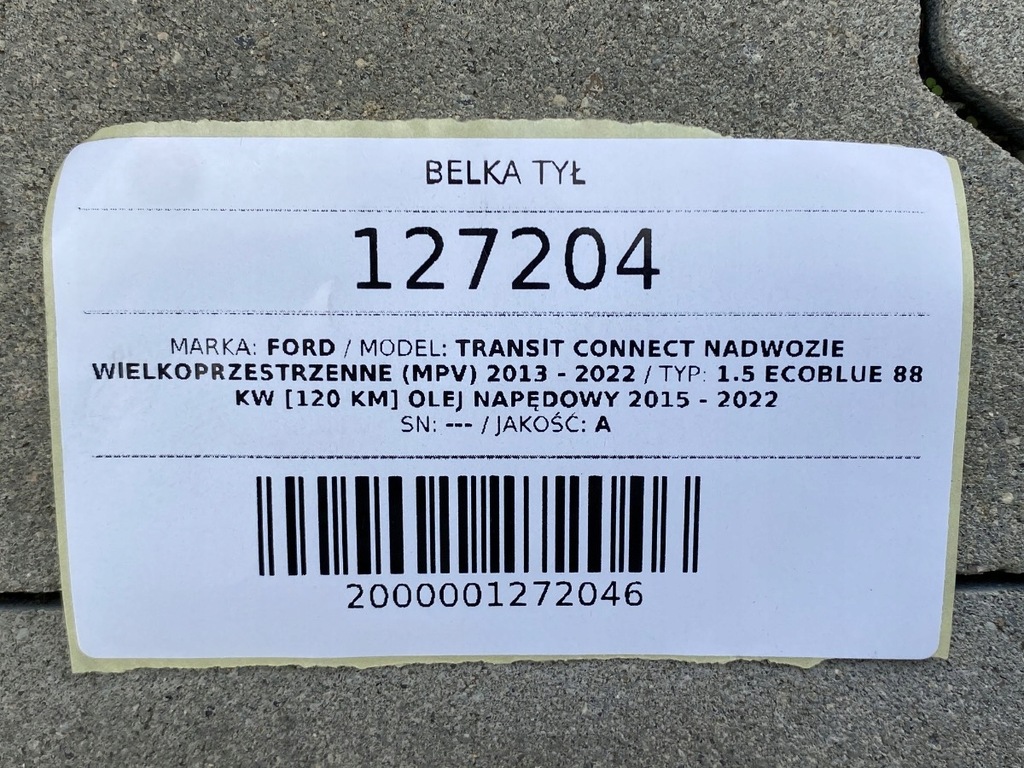 BELKA TYŁ
127204
MARKA: FORD / MODEL: TRANSIT CONNECT NADWOZIE
WIELKOPRZESTRZENNE (MPV) 2013 - 2022 / TYP: 1.5 ECOBLUE 88
KW [120 KM] OLEJ NAPĘDOWY 2015 - 2022
SN: --- / JAKOŚĆ: A
2000001272046